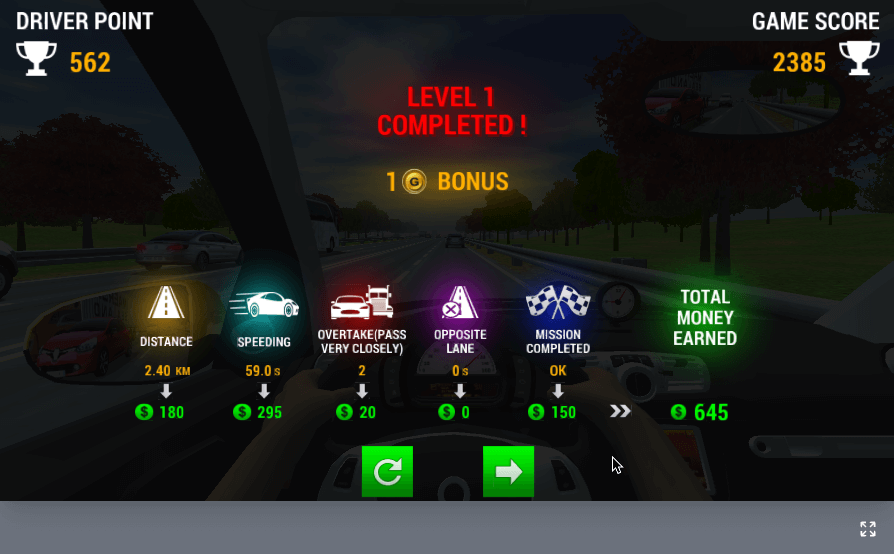 DRIVER POINT
562
GAME SCORE
2385
LEVEL 1
COMPLETED !
1 G BONUS
DISTANCE
2.40 KM
$ 180
SPEEDING
59.0 S
$ 295
OVERTAKE(PASS
VERY CLOSELY)
2
$ 20
OPPOSITE
LANE
0 S
$ 0
MISSION
COMPLETED
OK
$ 150
TOTAL
MONEY
EARNED
$ 645